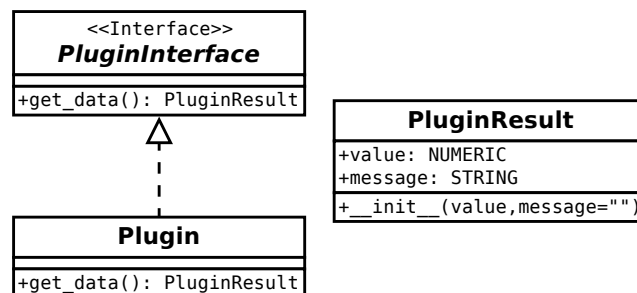 <<Interface>>
PluginInterface
+get_data(): PluginResult
PluginResult
+value: NUMERIC
+message: STRING
+__init__(value,message="")
Plugin
+get_data(): PluginResult